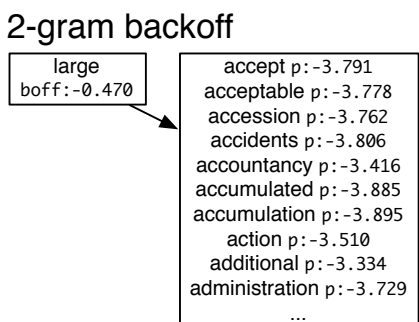 2-gram backoff
large
boff:-0.470
accept p:-3.791
acceptable p:-3.778
accession p:-3.762
accidents p:-3.806
accountancy p:-3.416
accumulated p:-3.885
accumulation p:-3.895
action p:-3.510
additional p:-3.334
administration p:-3.729
...